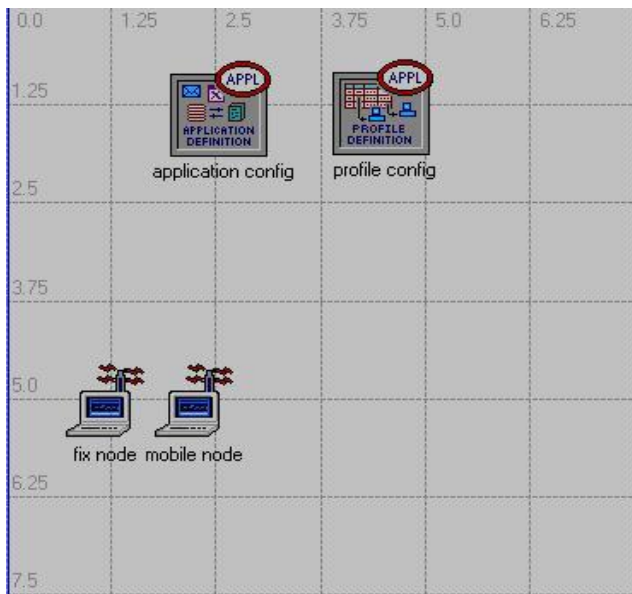 0.0 1.25 2.5 3.75 5.0 6.25
APPL APPL
1.25
APPLICATION PROFILE
DEFINITION DEFINITION
application config profile config
2.5
3.75
5.0
fix node mobile node
6.25
7.5